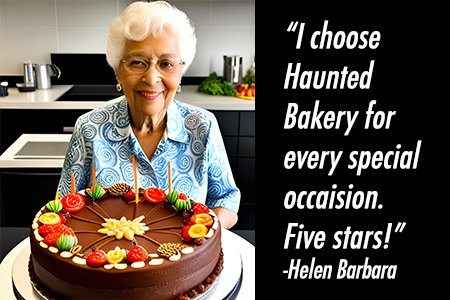 “I choose
Haunted
Bakery for
every special
occaision.
Five stars!”
-Helen Barbara